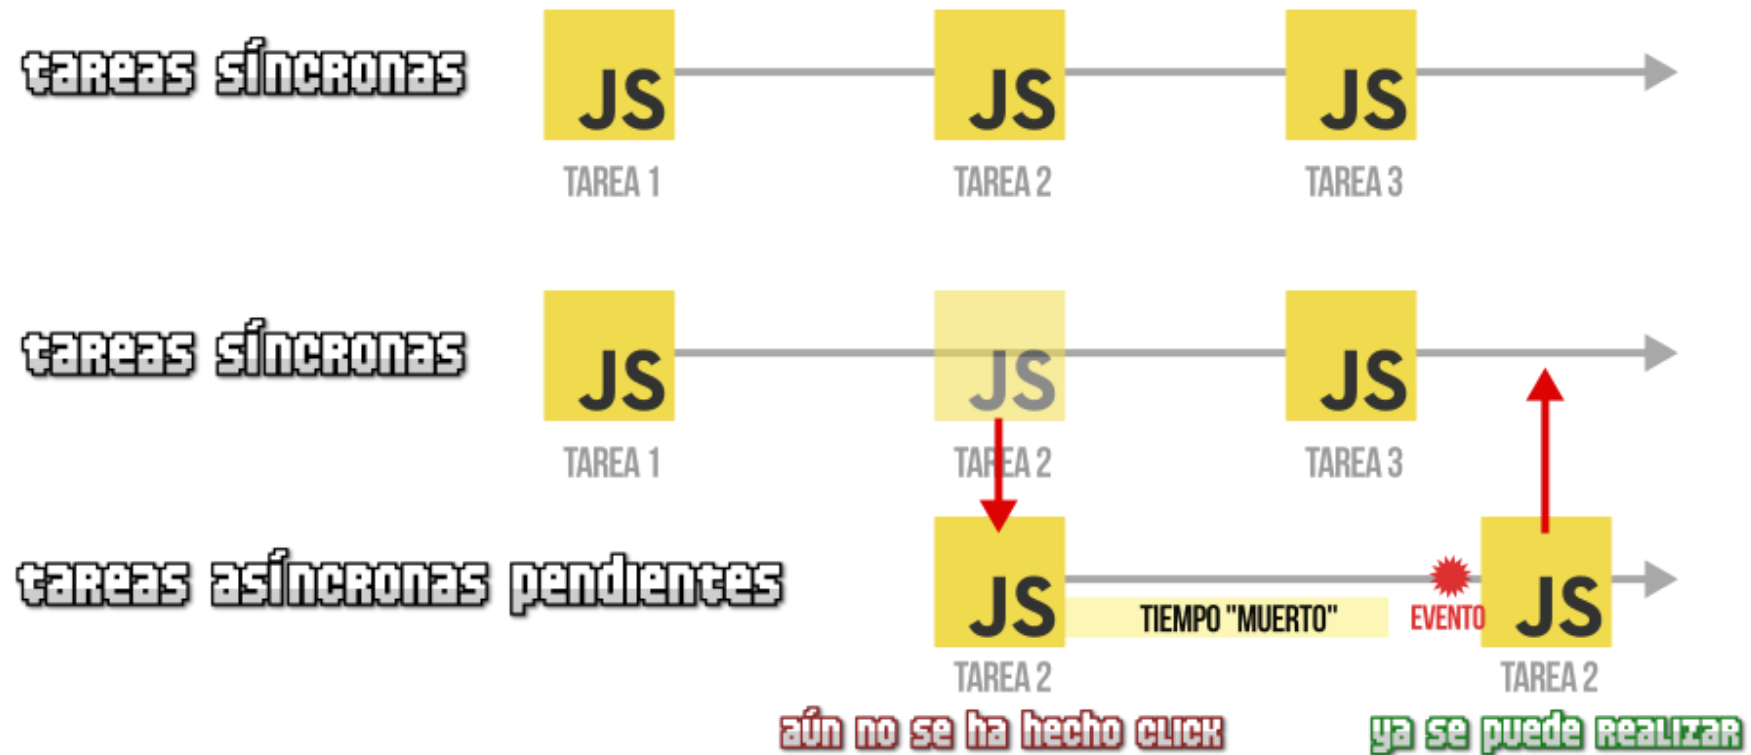 tareas síncronas
JS JS JS
TAREA 1 TAREA 2 TAREA 3
tareas síncronas
JS JS JS
TAREA 1 TAREA 2 TAREA 3
tareas asíncronas pendientes
JS JS
TIEMPO "MUERTO" EVENTO
TAREA 2 TAREA 2
aún no se ha hecho click
ya se puede realizar